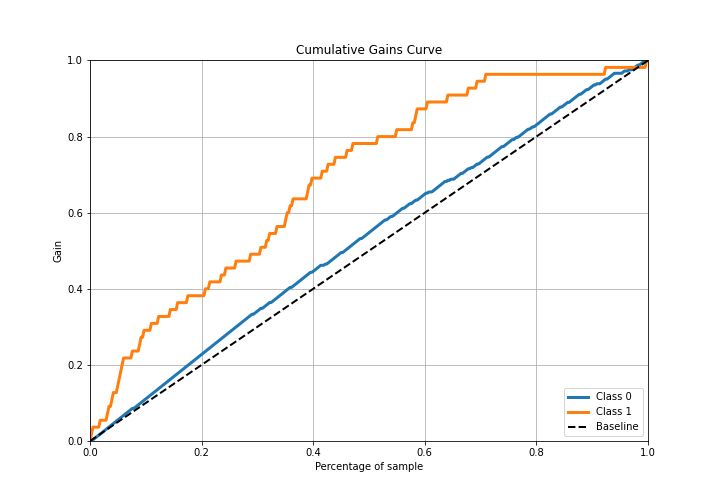 Cumulative Gains Curve
1.0
0.8
0.6
0.4
0.2
0.0
Gain
0.0 0.2 0.4 0.6 0.8 1.0
Percentage of sample
Class 0
Class 1
Baseline